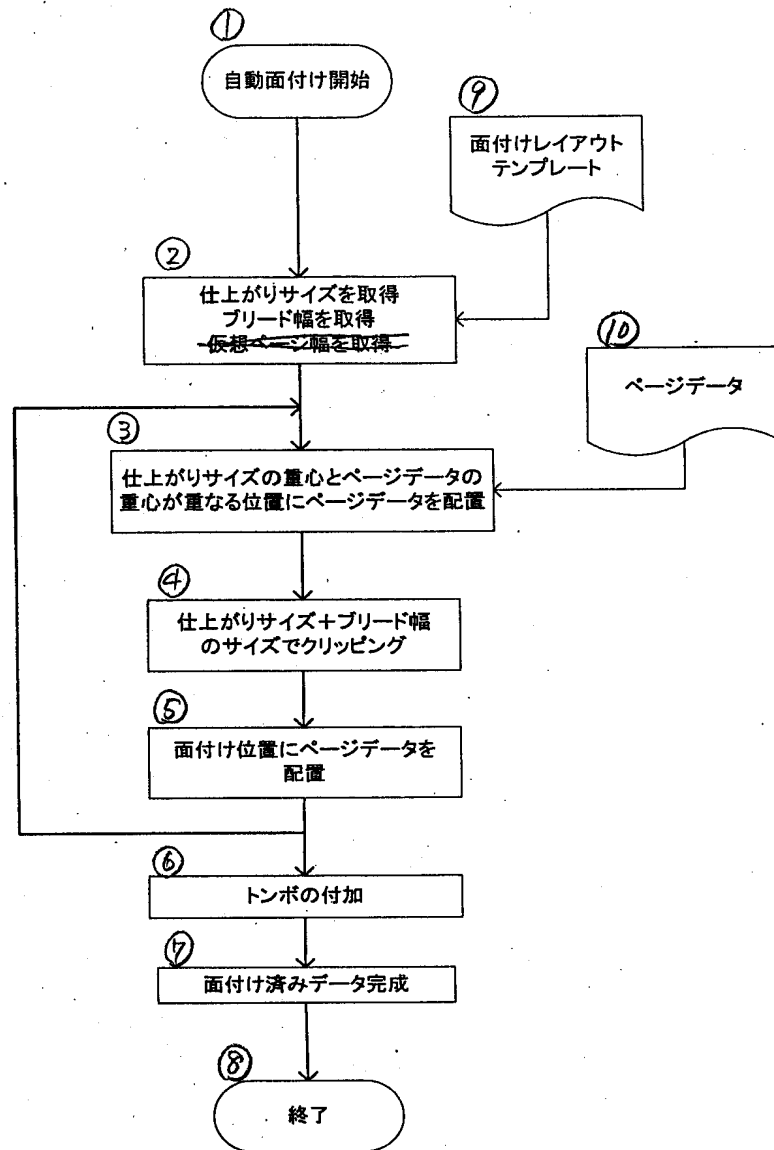 ①
自動面付け開始
⑨
面付けレイアウト
テンプレート
②
仕上がりサイズを取得
ブリード幅を取得
仮想ページ幅を取得
⑩
ページデータ
③
仕上がりサイズの重心とページデータの
重心が重なる位置にページデータを配置
④
仕上がりサイズ＋ブリード幅
のサイズでクリッピング
⑤
面付け位置にページデータを
配置
⑥
トンボの付加
⑦
面付け済みデータ完成
⑧
終了